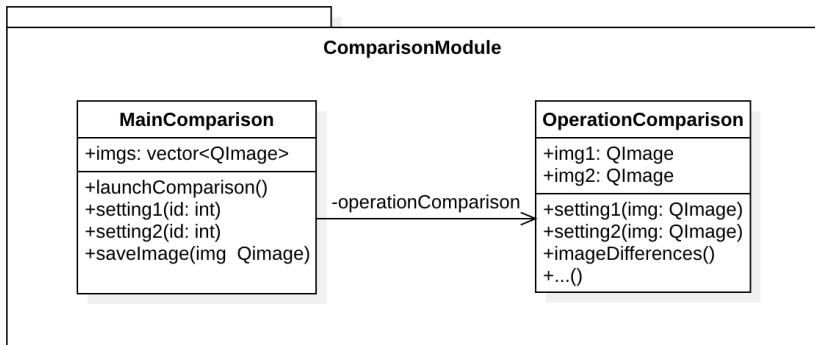 ComparisonModule
MainComparison
+imgs: vector<QImage>
+launchComparison()
+setting1(id: int)
+setting2(id: int)
+saveImage(img  Qimage)
-operationComparison
OperationComparison
+img1: QImage
+img2: QImage
+setting1(img: QImage)
+setting2(img: QImage)
+imageDifferences()
+...()